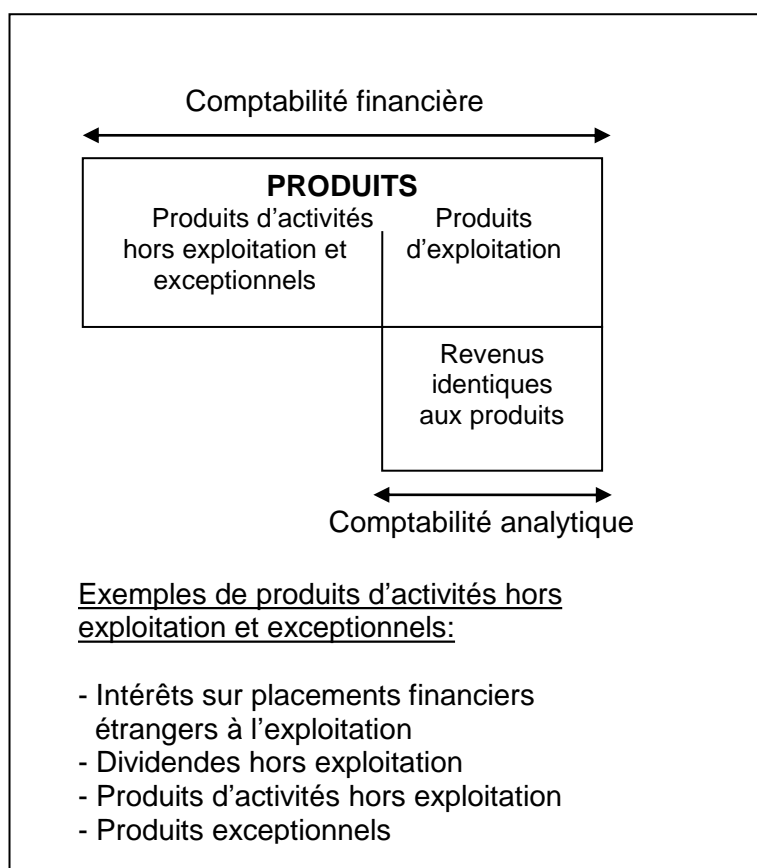 Comptabilité financière
PRODUITS
Produits d’activités
hors exploitation et
exceptionnels
Produits
d’exploitation
Revenus
identiques
aux produits
Comptabilité analytique
Exemples de produits d’activités hors
exploitation et exceptionnels:
- Intérêts sur placements financiers
étrangers à l’exploitation
- Dividendes hors exploitation
- Produits d’activités hors exploitation
- Produits exceptionnels